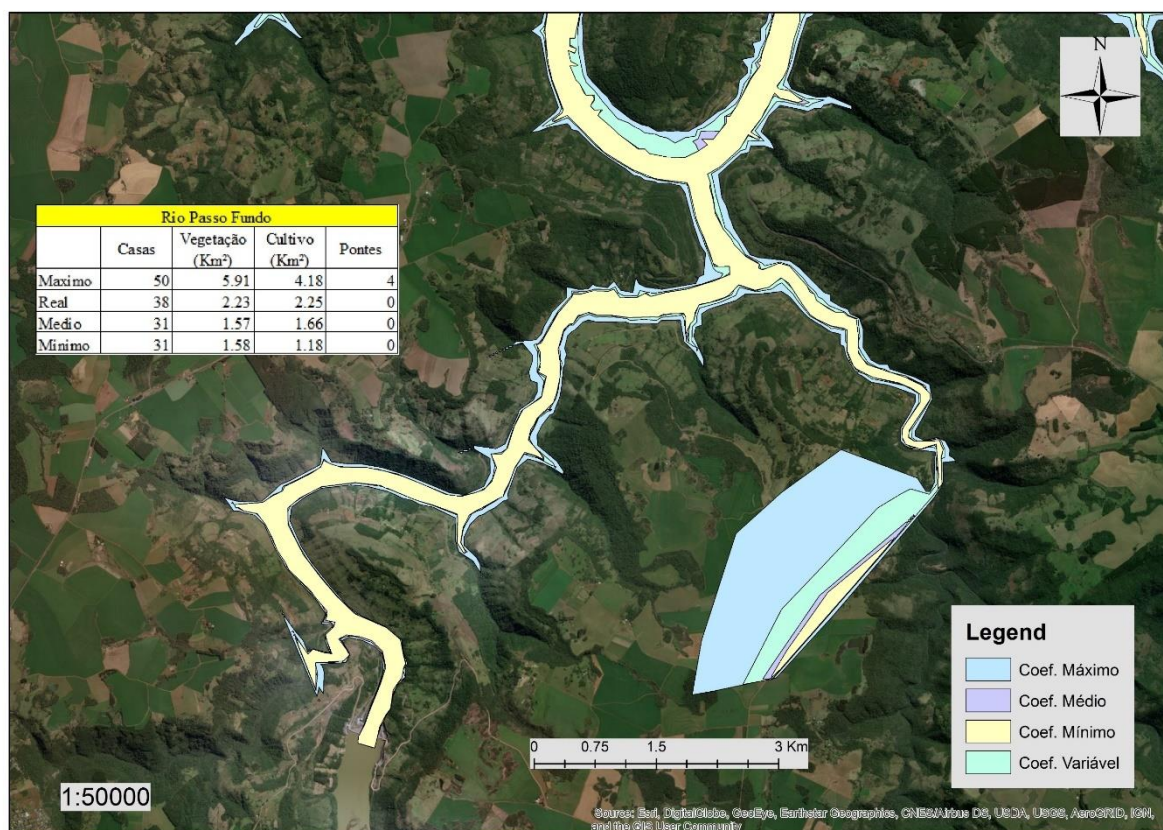 N
Rio Passo Fundo
Casas Vegetação (Km²) Cultivo (Km²) Pontes
Maximo 50 5.91 4.18 4
Real 38 2.23 2.25 0
Medio 31 1.57 1.66 0
Minimo 31 1.58 1.18 0
Legend
Coef. Máximo
Coef. Médio
Coef. Mínimo
Coef. Variável
0 0.75 1.5 3 Km
1:50000
Source: Esri, DigitalGlobe, GeoEye, Earthstar Geographics, CNES/Airbus DS, USDA, USGS, AeroGRID, IGN,
and the GIS User Community